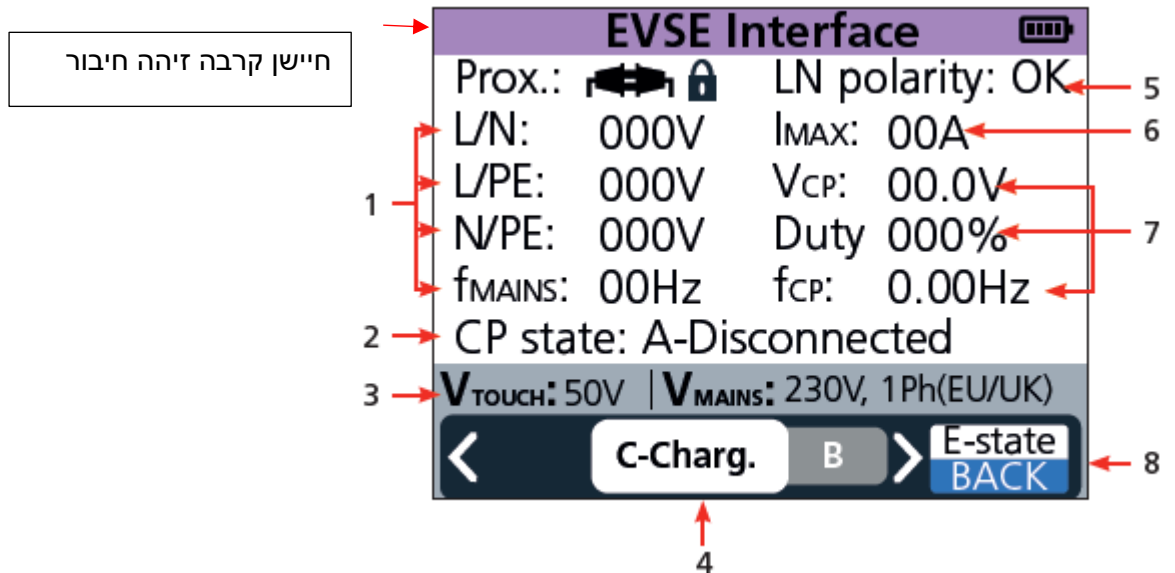 חיישן קרבה זיהה חיבור
EVSE Interface
Prox.: LN polarity: OK 5
L/N: 000V IMAX: 00A 6
L/PE: 000V VCP: 00.0V
1
N/PE: 000V Duty 000% 7
fMAINS: 00Hz fCP: 0.00Hz
2 CP state: A-Disconnected
3 VTOUCH: 50V | VMAINS: 230V, 1Ph(EU/UK)
C-Charg. B E-state
BACK 8
4